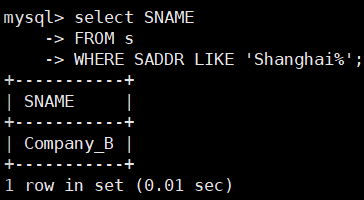 mysql> select SNAME
    -> FROM s
    -> WHERE SADDR LIKE 'Shanghai%';
+-----------+
| SNAME     |
+-----------+
| Company_B |
+-----------+
1 row in set (0.01 sec)